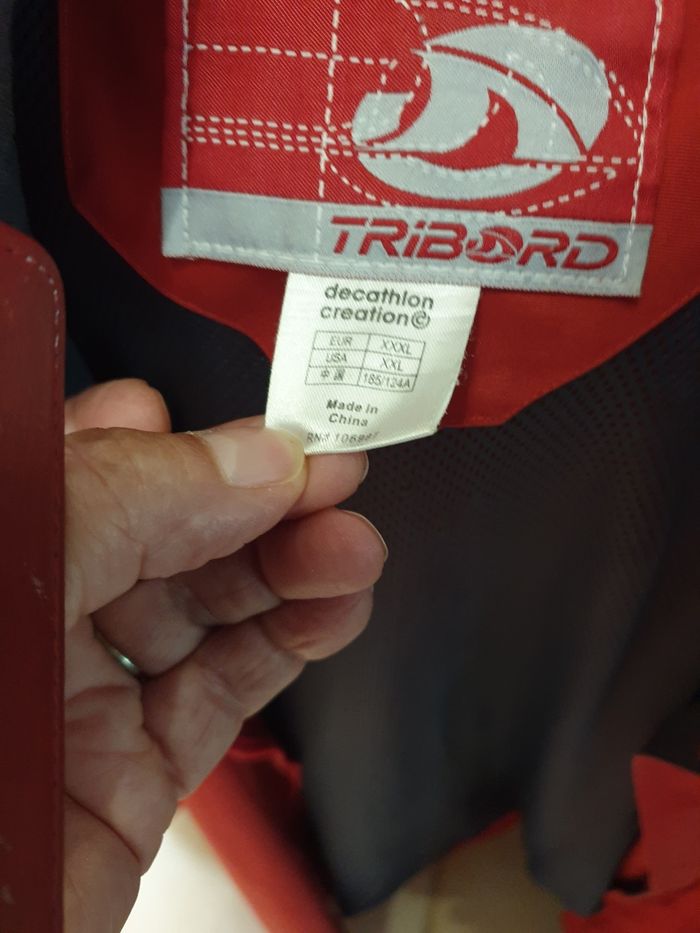 TRIBORD
decathlon
creation©
EUR XXXL
USA XXL
中国 185/124A
Made in
China